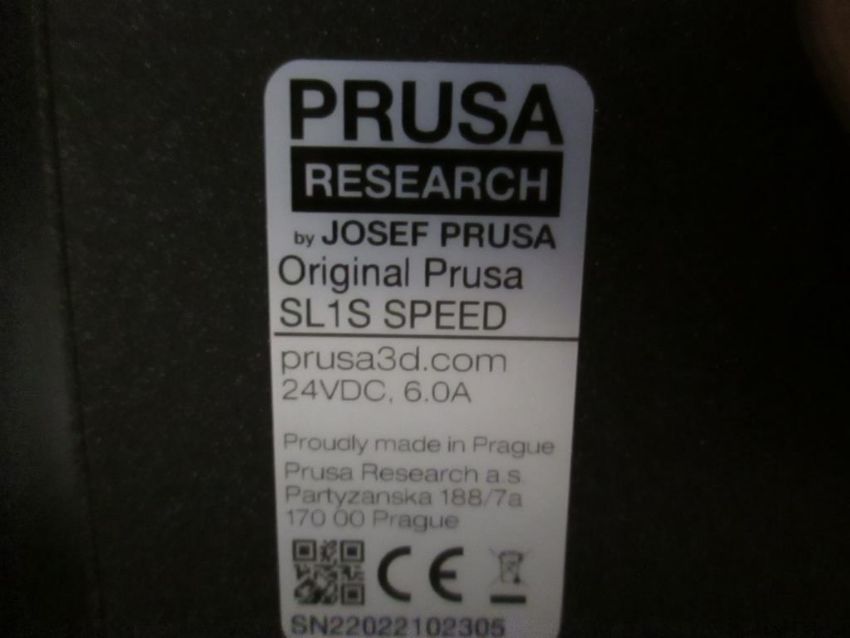 PRUSA
RESEARCH
by JOSEF PRUSA
Original Prusa
SL1S SPEED
prusa3d.com
24VDC, 6.0A
Proudly made in Prague
Prusa Research a.s.
Partyzanska 188/7a
170 00 Prague
CE
SN22022102305